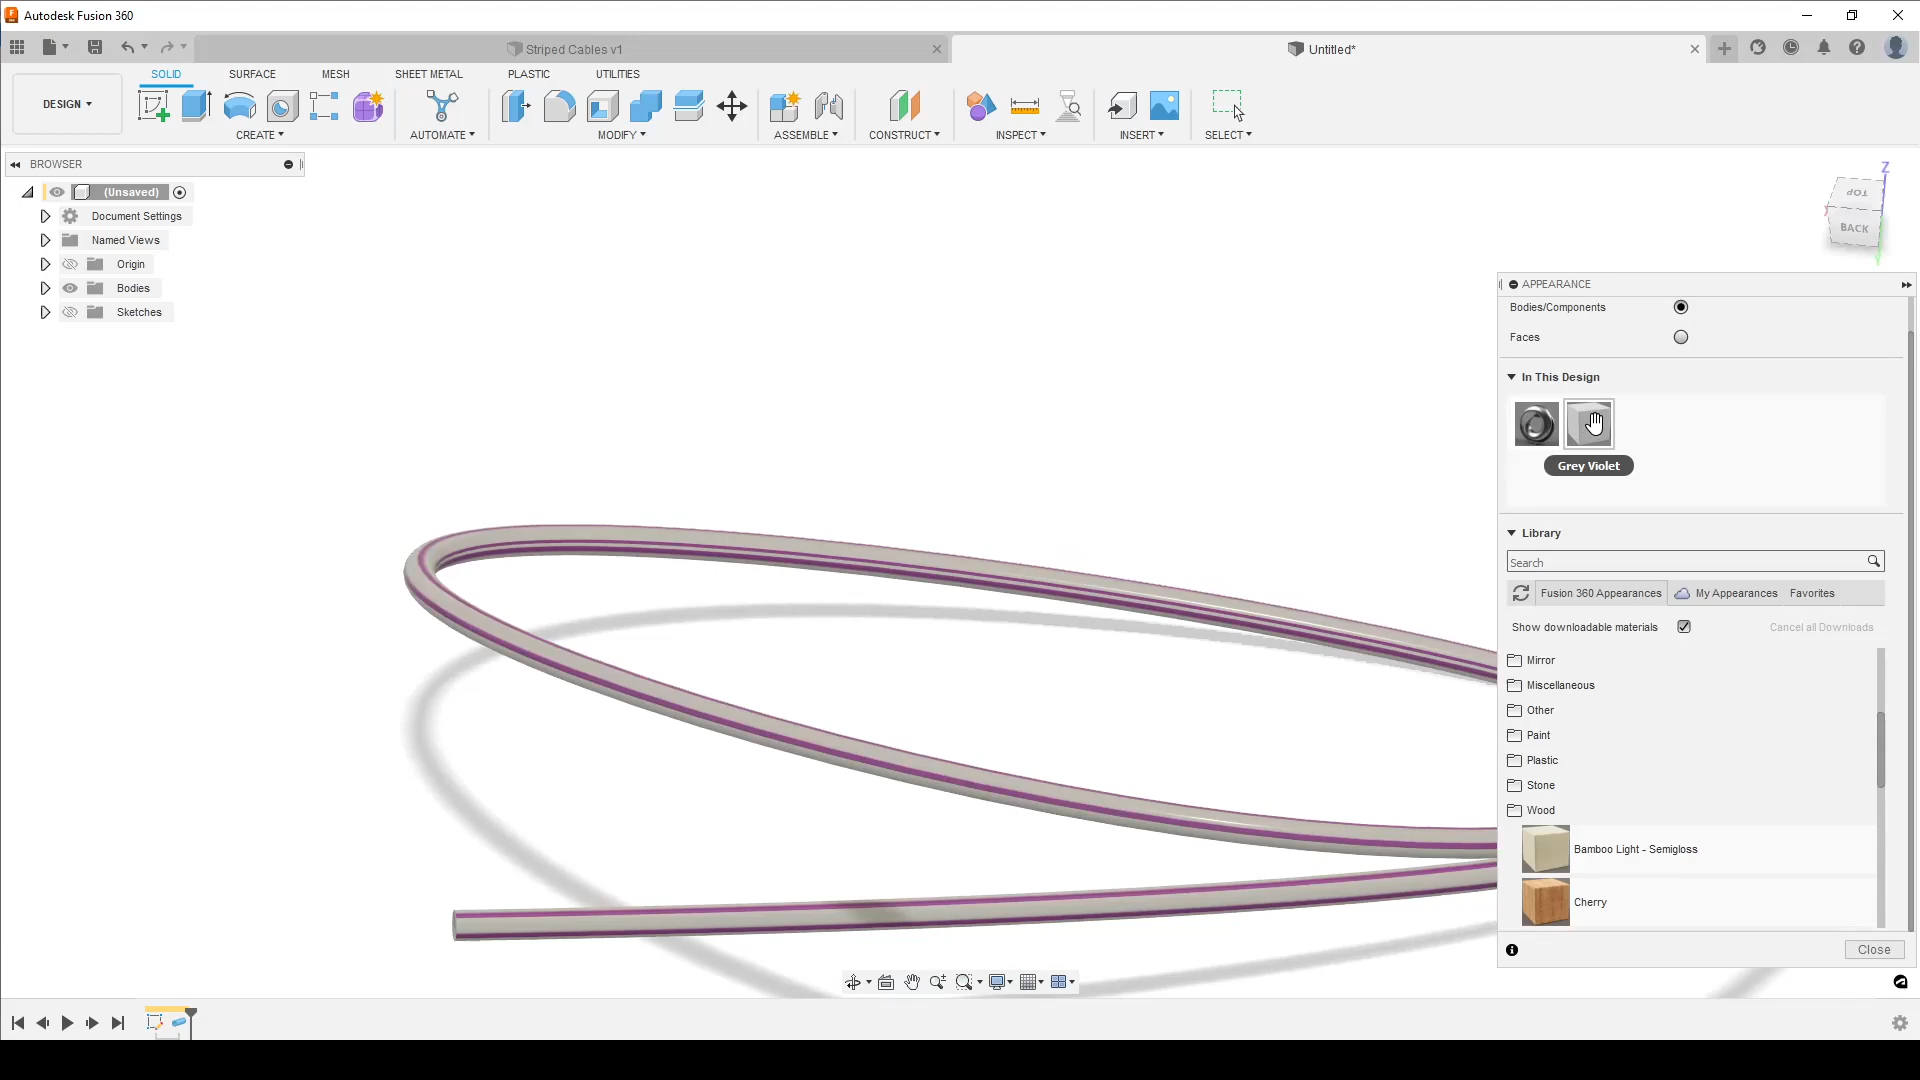 Autodesk Fusion 360
Striped Cables v1
Untitled*
DESIGN
SOLID
SURFACE
MESH
SHEET METAL
PLASTIC
UTILITIES
CREATE
AUTOMATE
MODIFY
ASSEMBLE
CONSTRUCT
INSPECT
INSERT
SELECT
BROWSER
(Unsaved)
Document Settings
Named Views
Origin
Bodies
Sketches
Z
TOP
BACK
APPEARANCE
Bodies/Components
Faces
In This Design
Grey Violet
Library
Search
Fusion 360 Appearances
My Appearances
Favorites
Show downloadable materials
Cancel all Downloads
Mirror
Miscellaneous
Other
Paint
Plastic
Stone
Wood
Bamboo Light - Semigloss
Cherry
Close